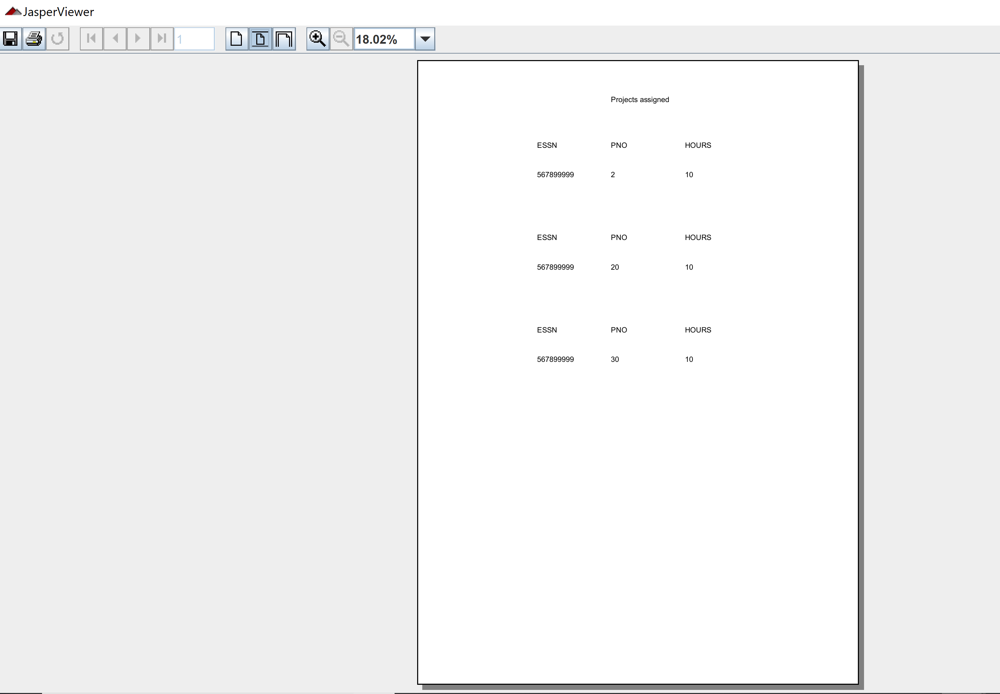 JasperViewer
1 18.02%
Projects assigned
ESSN PNO HOURS
567899999 2 10
ESSN PNO HOURS
567899999 20 10
ESSN PNO HOURS
567899999 30 10